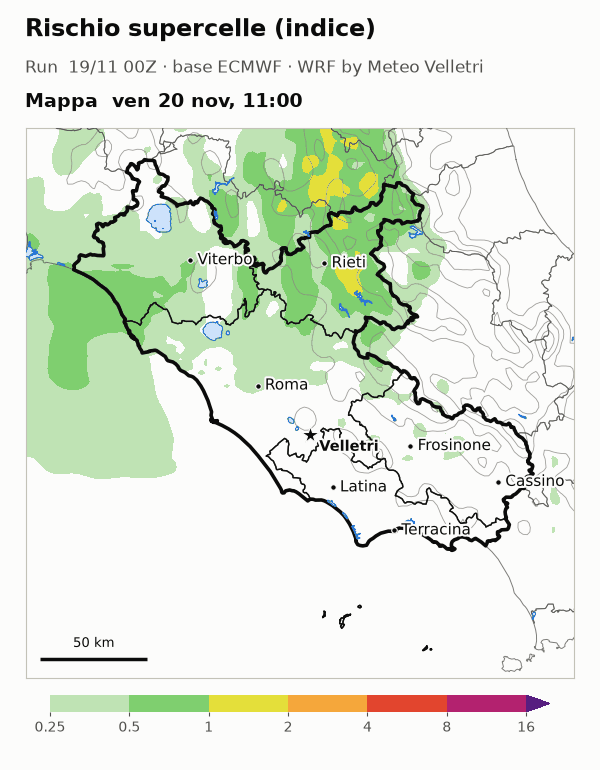 Rischio supercelle (indice)
Run  19/11 00Z · base ECMWF · WRF by Meteo Velletri
Mappa  ven 20 nov, 11:00
Viterbo
Rieti
Roma
Velletri
Frosinone
Latina
Cassino
Terracina
50 km
0.25 0.5 1 2 4 8 16